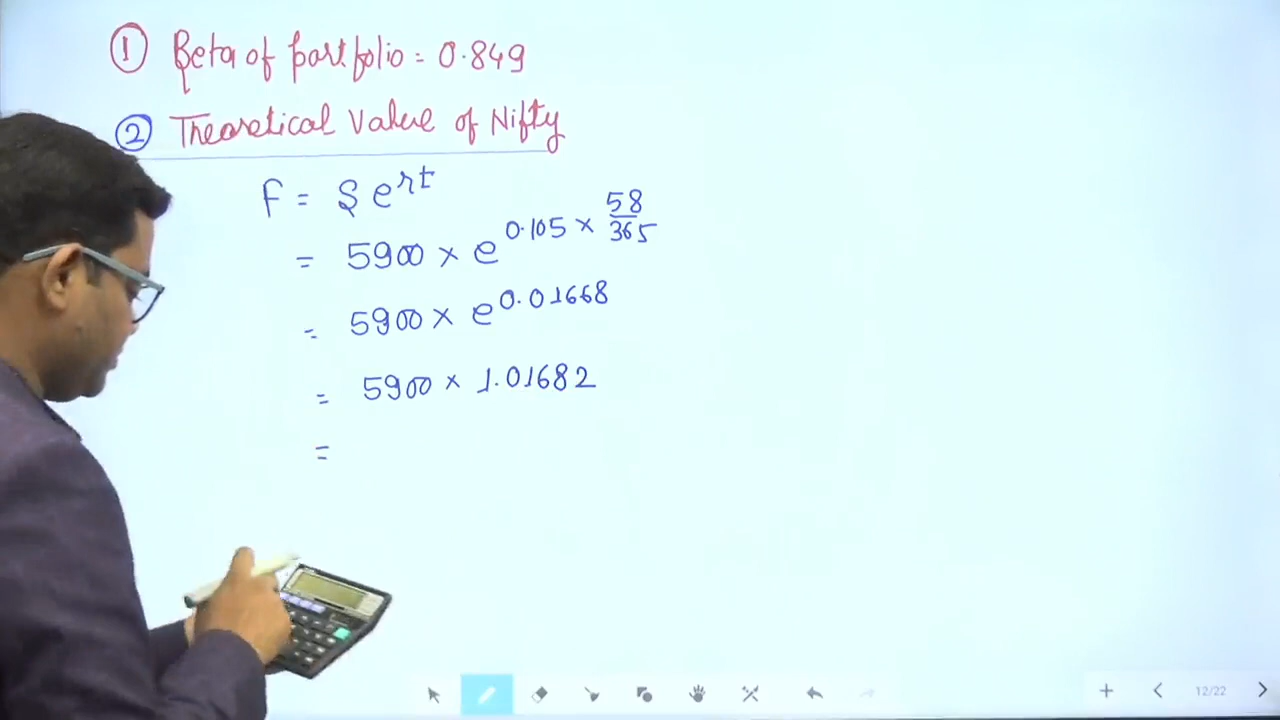 ① Beta of portfolio = 0.849
② Theoretical Value of Nifty
F = S e^rt
= 5900 × e^0.105 × 58/365
= 5900 × e^0.01668
= 5900 × 1.01682
=
12/22